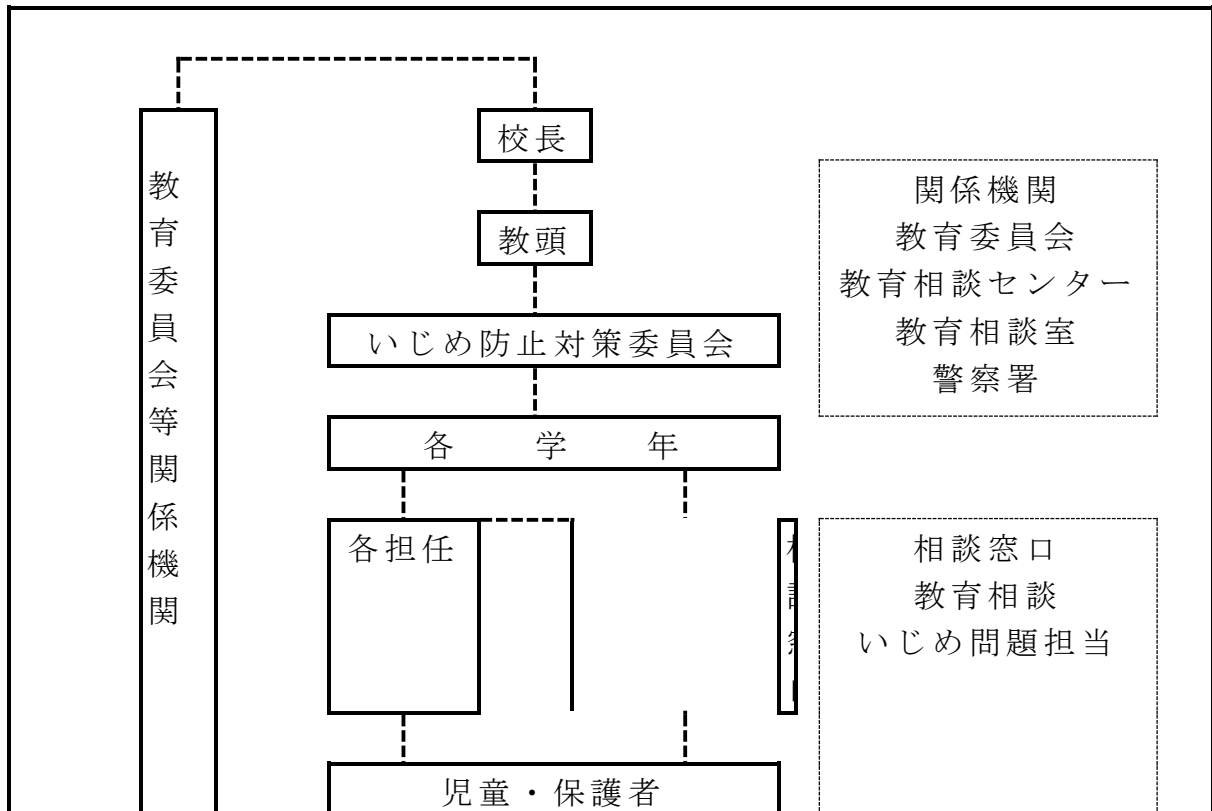 校長
教頭
いじめ防止対策委員会
各学年
各担任
児童・保護者
教育委員会等関係機関
関係機関
教育委員会
教育相談センター
教育相談室
警察署
相談窓口
教育相談
いじめ問題担当